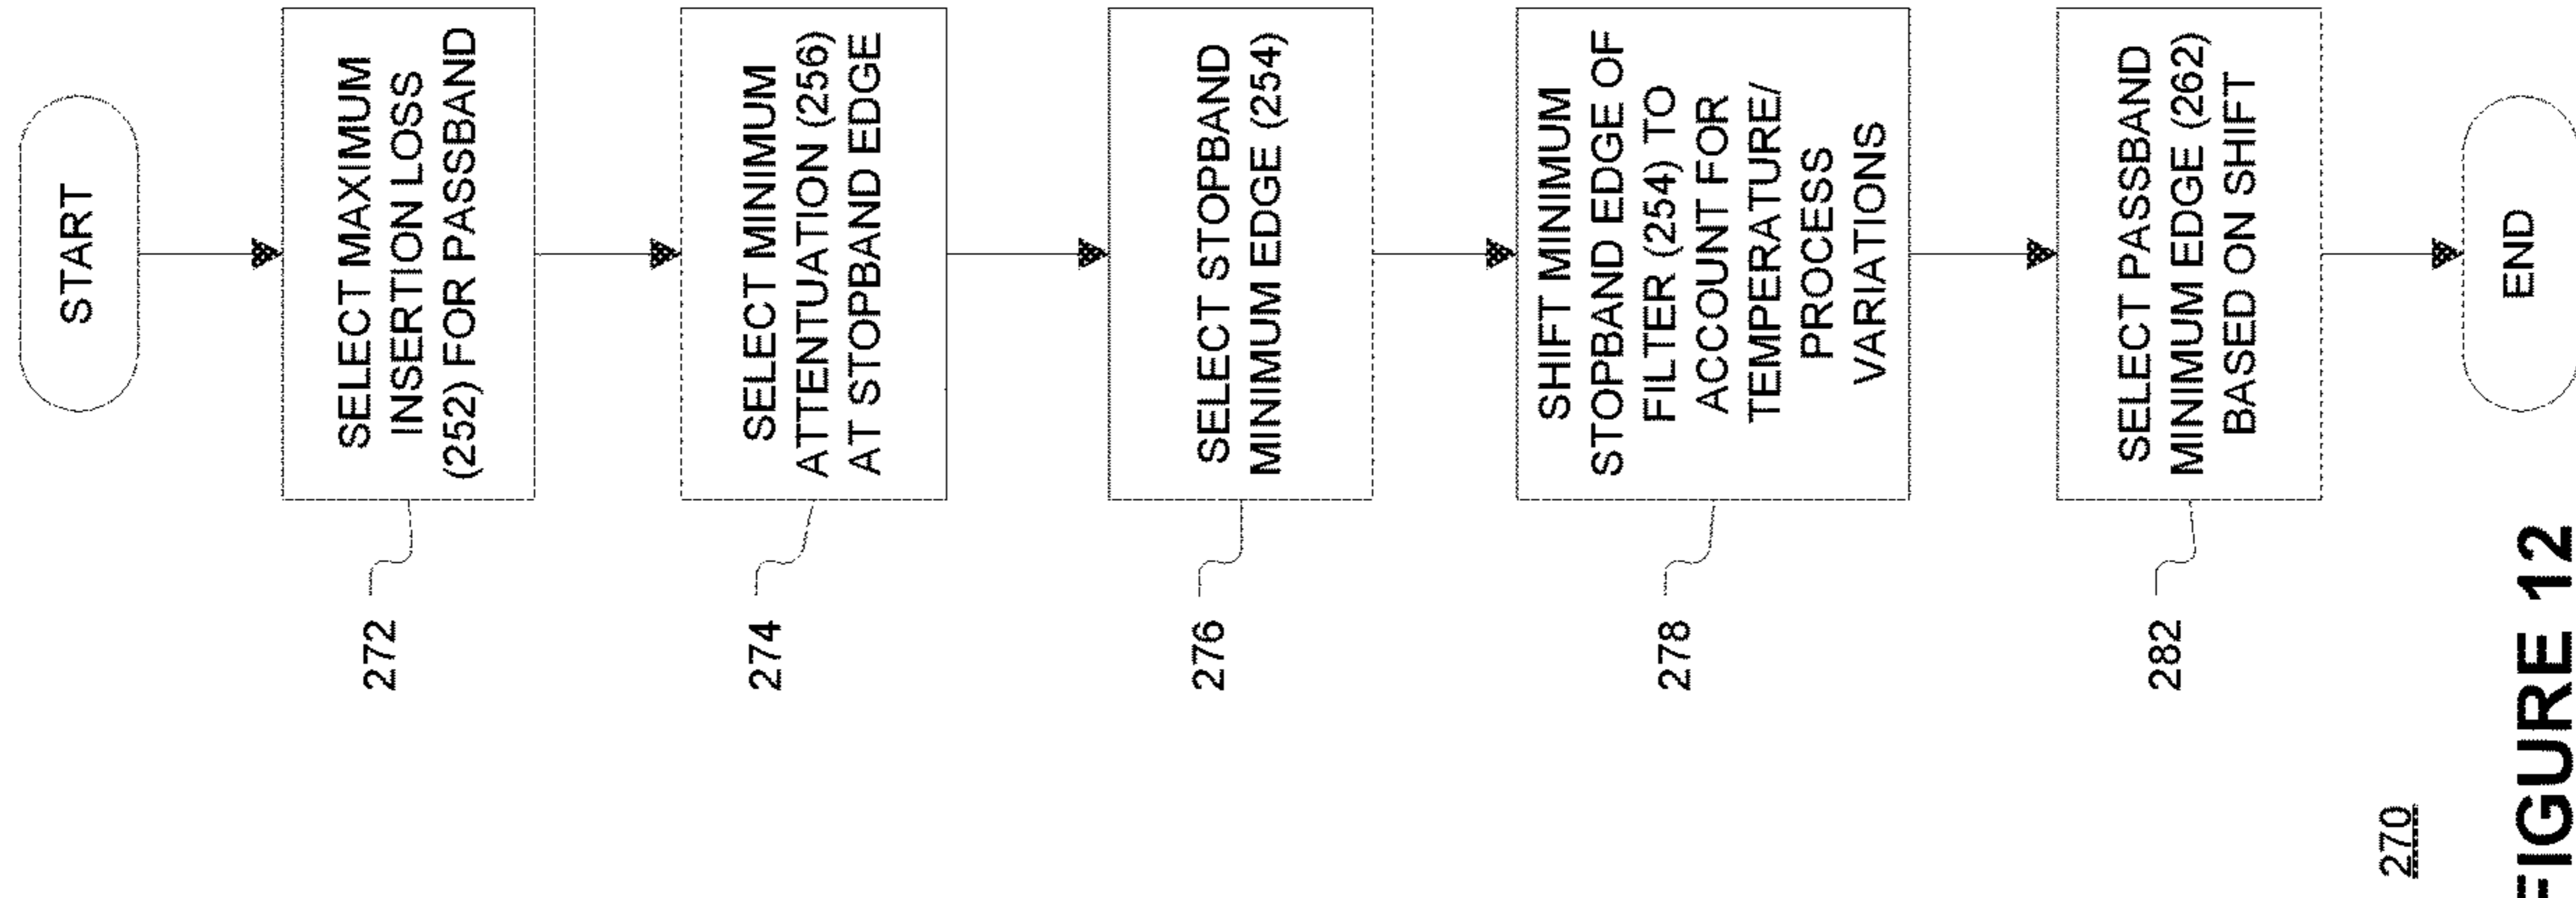 START
272
SELECT MAXIMUM
INSERTION LOSS
(252) FOR PASSBAND
274
SELECT MINIMUM
ATTENTUATION (256)
AT STOPBAND EDGE
276
SELECT STOPBAND
MINIMUM EDGE (254)
278
SHIFT MINIMUM
STOPBAND EDGE OF
FILTER (254) TO
ACCOUNT FOR
TEMPERATURE/
PROCESS
VARIATIONS
282
SELECT PASSBAND
MINIMUM EDGE (262)
BASED ON SHIFT
END
270
FIGURE 12